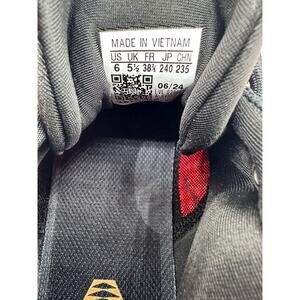 MADE IN VIETNAM
US UK FR JP CHN
6 5½ 38⅔ 240 235
06/24